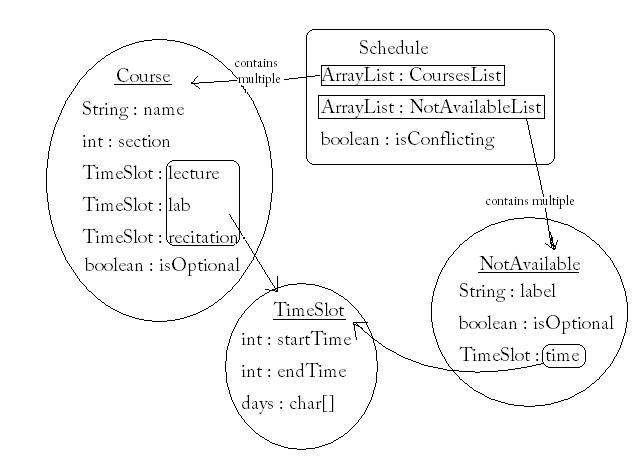 Schedule
ArrayList : CoursesList
ArrayList : NotAvailableList
boolean : isConflicting
contains
multiple
Course
String : name
int : section
TimeSlot : lecture
TimeSlot : lab
TimeSlot : recitation
boolean : isOptional
contains multiple
NotAvailable
String : label
boolean : isOptional
TimeSlot : time
TimeSlot
int : startTime
int : endTime
days : char[]